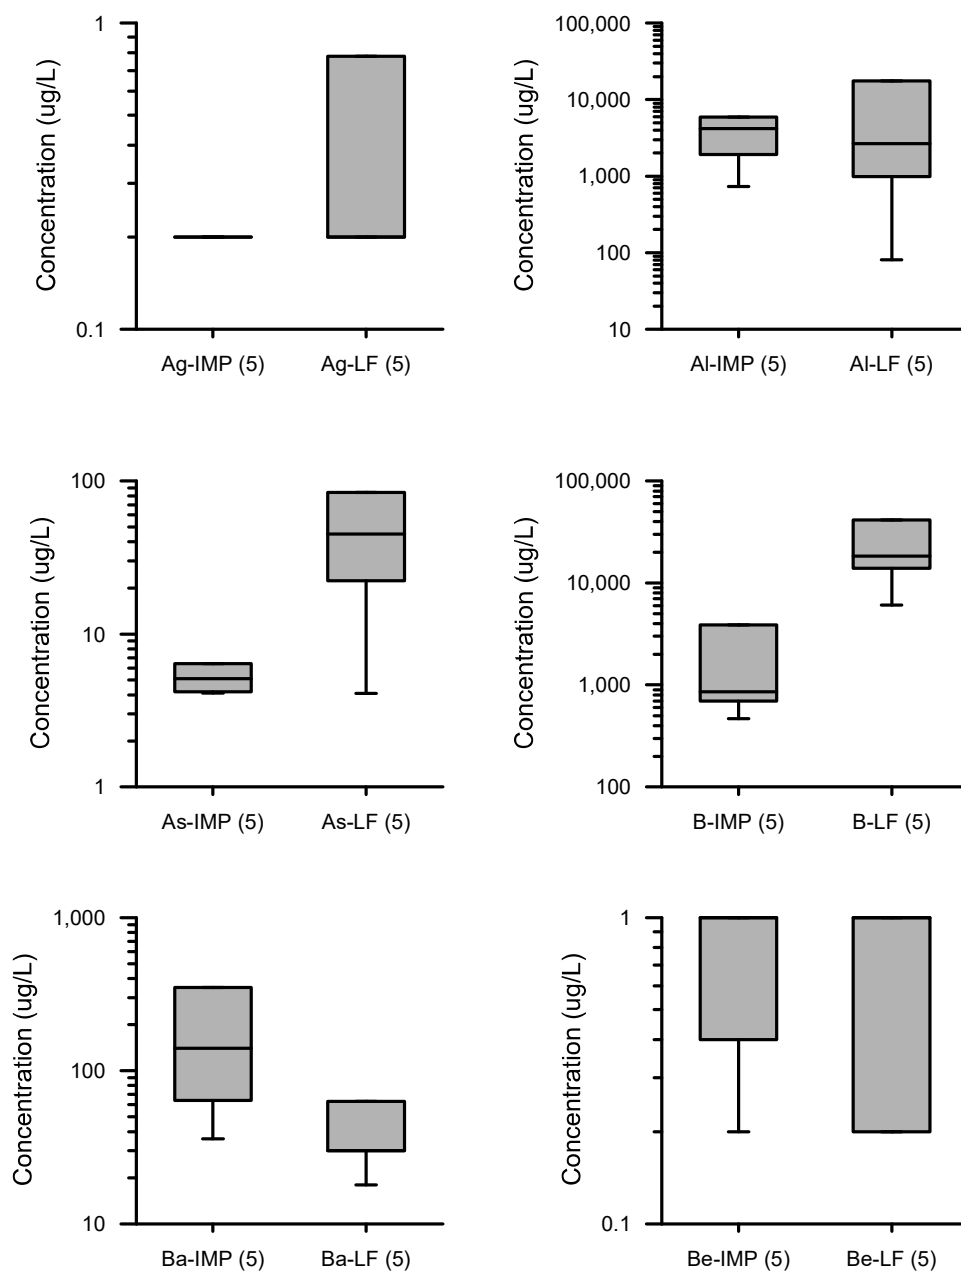 Concentration (ug/L)
1
0.1
Ag-IMP (5) Ag-LF (5)
Concentration (ug/L)
100,000
10,000
1,000
100
10
Al-IMP (5) Al-LF (5)
Concentration (ug/L)
100
10
1
As-IMP (5) As-LF (5)
Concentration (ug/L)
100,000
10,000
1,000
100
B-IMP (5) B-LF (5)
Concentration (ug/L)
1,000
100
10
Ba-IMP (5) Ba-LF (5)
Concentration (ug/L)
1
0.1
Be-IMP (5) Be-LF (5)